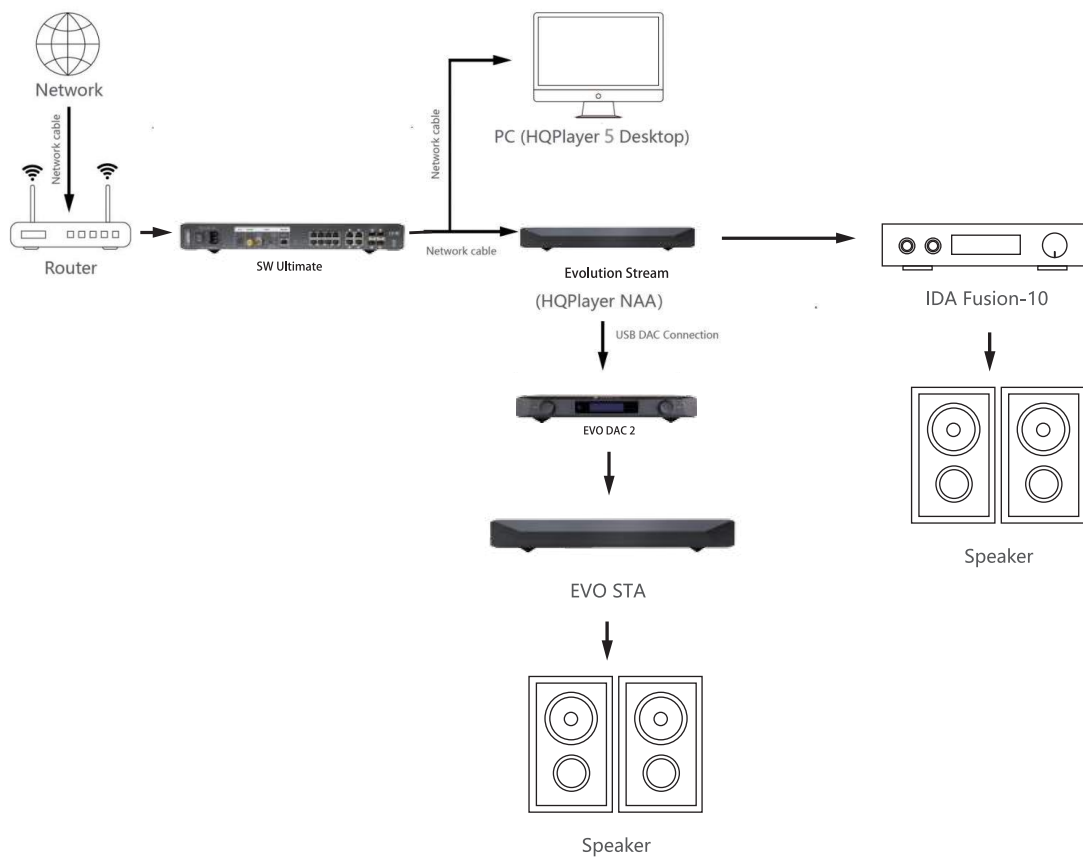 Network
Network cable
Router
SW Ultimate
Network cable
PC (HQPlayer 5 Desktop)
Network cable
Evolution Stream
(HQPlayer NAA)
IDA Fusion-10
USB DAC Connection
EVO DAC 2
Speaker
EVO STA
Speaker